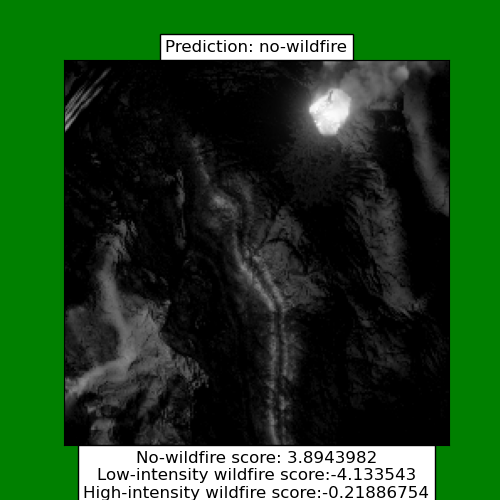 Prediction: no-wildfire
No-wildfire score: 3.8943982
Low-intensity wildfire score:-4.133543
High-intensity wildfire score:-0.21886754